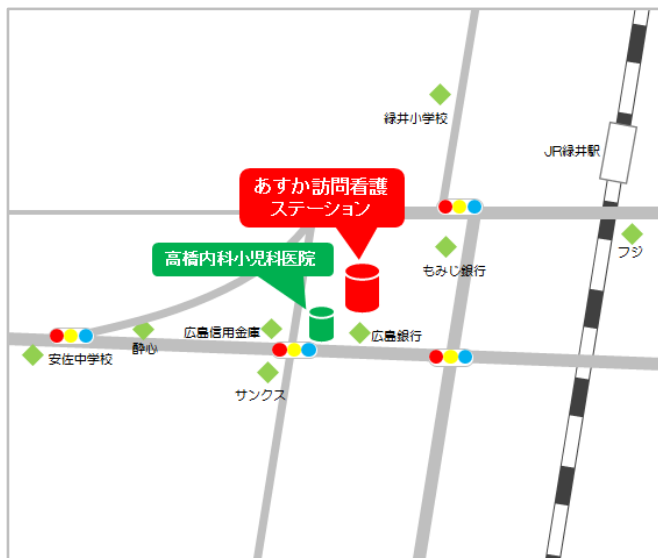 緑井小学校
JR緑井駅
あすか訪問看護
ステーション
フジ
高橋内科小児科医院
もみじ銀行
広島信用金庫
広島銀行
酔心
安佐中学校
サンクス